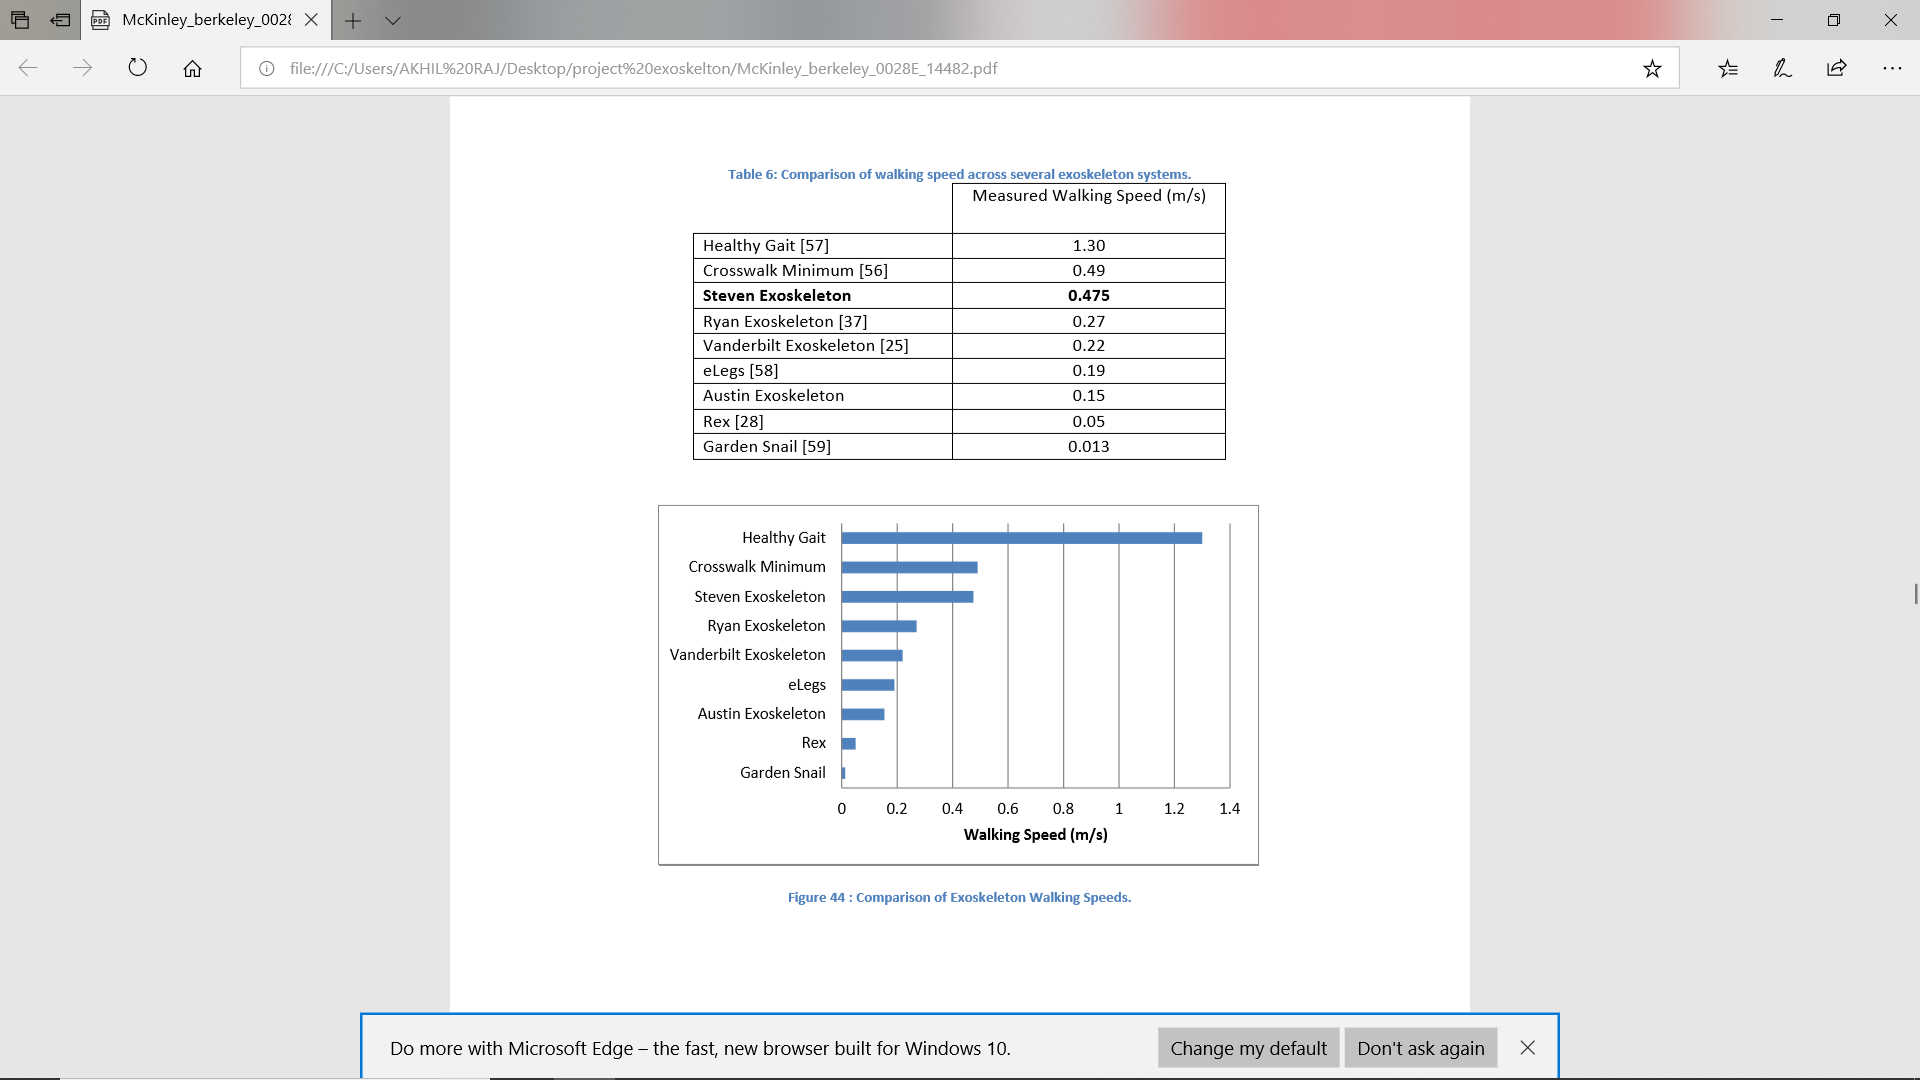 McKinley_berkeley_0028
file:///C:/Users/AKHIL%20RAJ/Desktop/project%20exoskelton/McKinley_berkeley_0028E_14482.pdf
Table 6: Comparison of walking speed across several exoskeleton systems.
Measured Walking Speed (m/s)
Healthy Gait [57] 1.30
Crosswalk Minimum [56] 0.49
Steven Exoskeleton 0.475
Ryan Exoskeleton [37] 0.27
Vanderbilt Exoskeleton [25] 0.22
eLegs [58] 0.19
Austin Exoskeleton 0.15
Rex [28] 0.05
Garden Snail [59] 0.013
Healthy Gait
Crosswalk Minimum
Steven Exoskeleton
Ryan Exoskeleton
Vanderbilt Exoskeleton
eLegs
Austin Exoskeleton
Rex
Garden Snail
0 0.2 0.4 0.6 0.8 1 1.2 1.4
Walking Speed (m/s)
Figure 44 : Comparison of Exoskeleton Walking Speeds.
Do more with Microsoft Edge – the fast, new browser built for Windows 10. Change my default Don't ask again